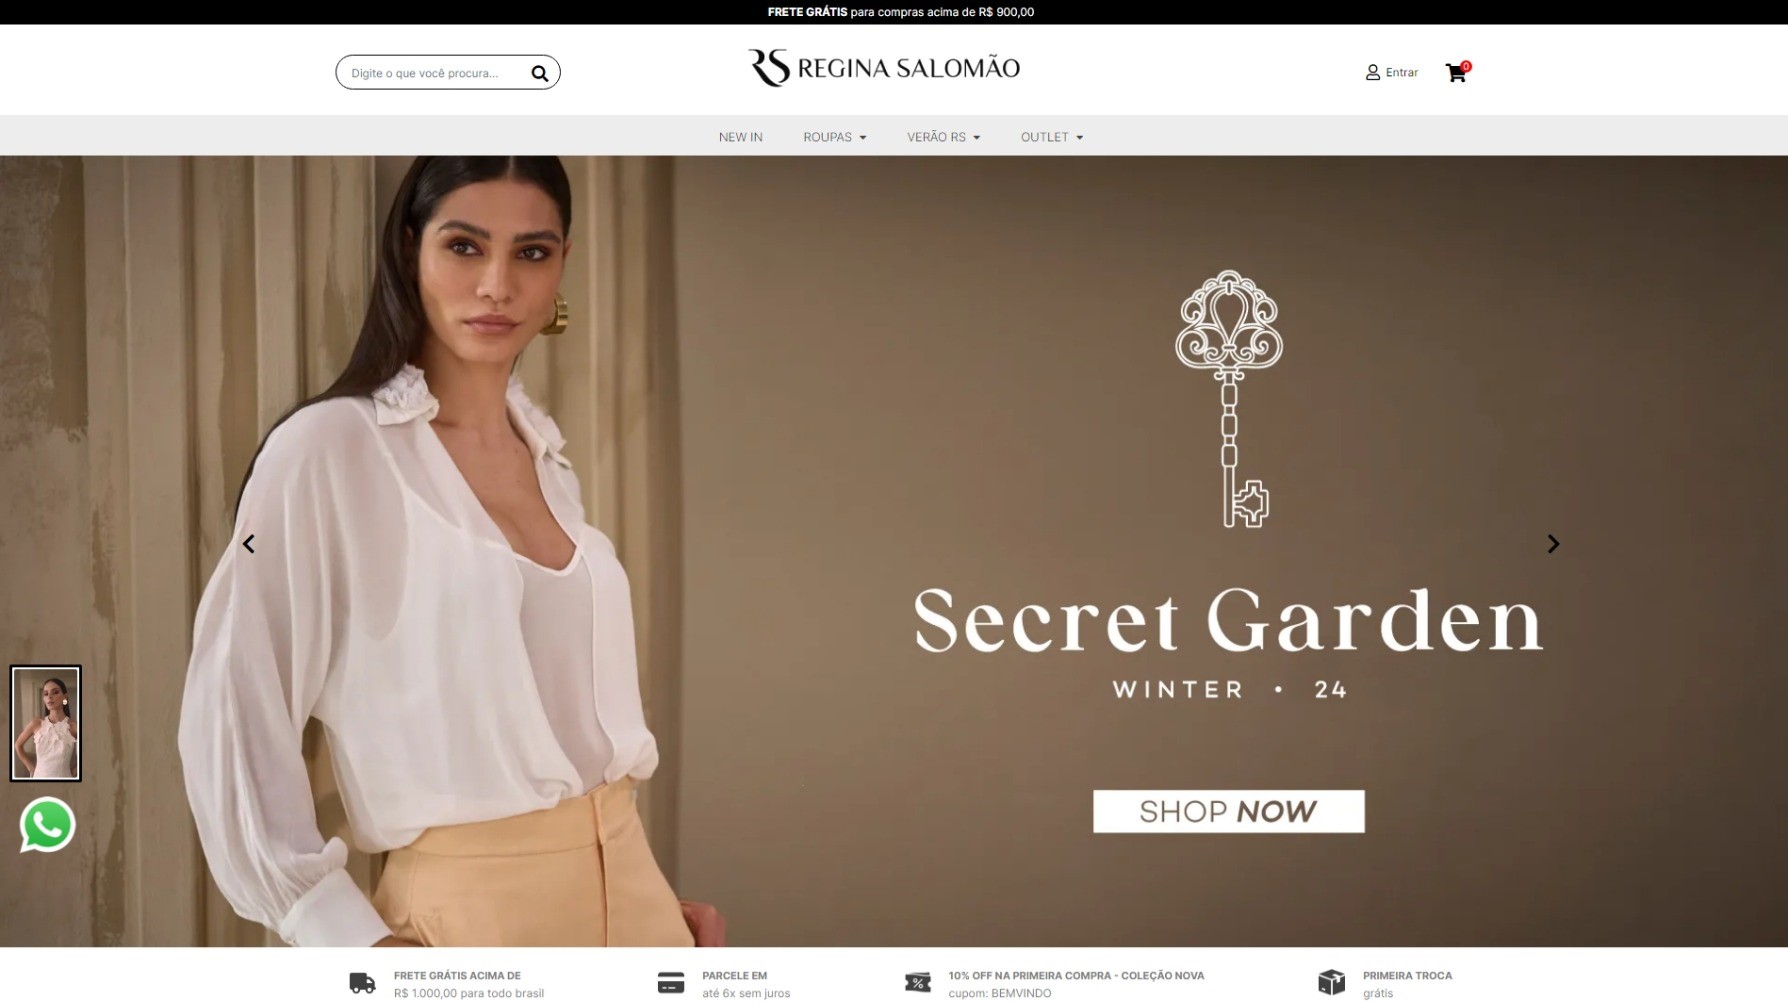 FRETE GRÁTIS para compras acima de R$ 900,00
Digite o que você procura...
RS REGINA SALOMÃO
Entrar
0
NEW IN
ROUPAS
VERÃO RS
OUTLET
Secret Garden
WINTER • 24
SHOP NOW
FRETE GRÁTIS ACIMA DE
R$ 1.000,00 para todo brasil
PARCELE EM
até 6x sem juros
10% OFF NA PRIMEIRA COMPRA - COLEÇÃO NOVA
cupom: BEMVINDO
PRIMEIRA TROCA
grátis